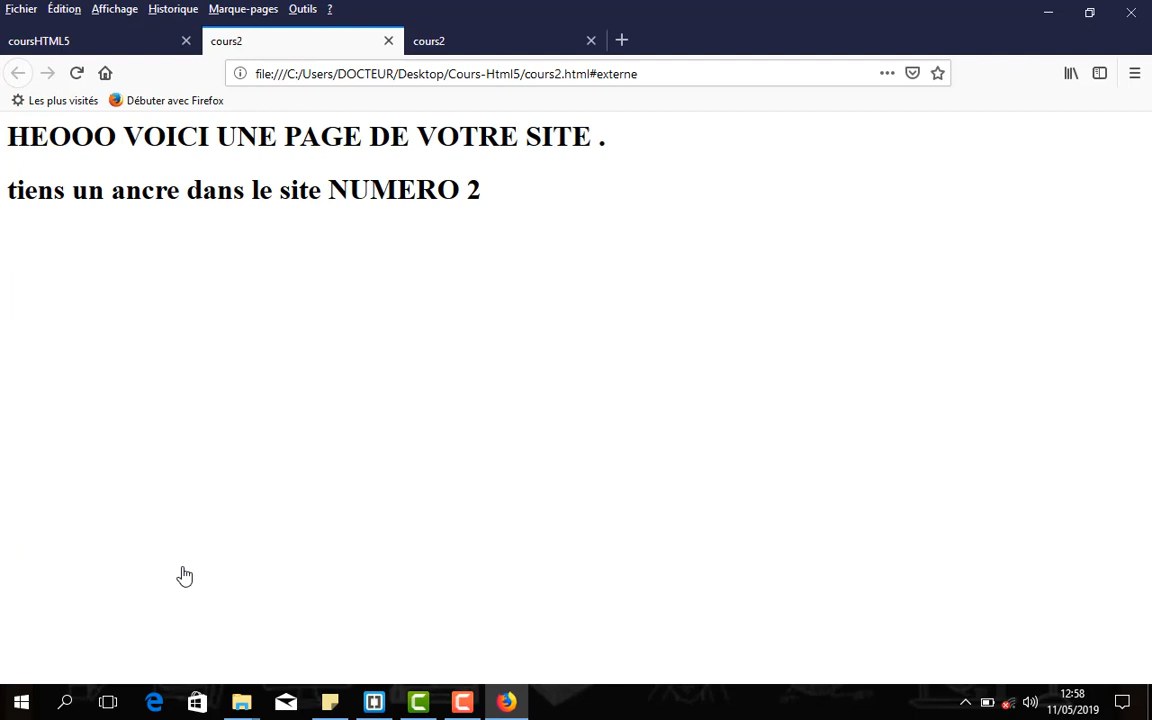 Fichier Édition Affichage Historique Marque-pages Outils ?
coursHTML5 cours2 cours2
file:///C:/Users/DOCTEUR/Desktop/Cours-Html5/cours2.html#externe
Les plus visités Débuter avec Firefox
HEOOO VOICI UNE PAGE DE VOTRE SITE .
tiens un ancre dans le site NUMERO 2
12:58
11/05/2019